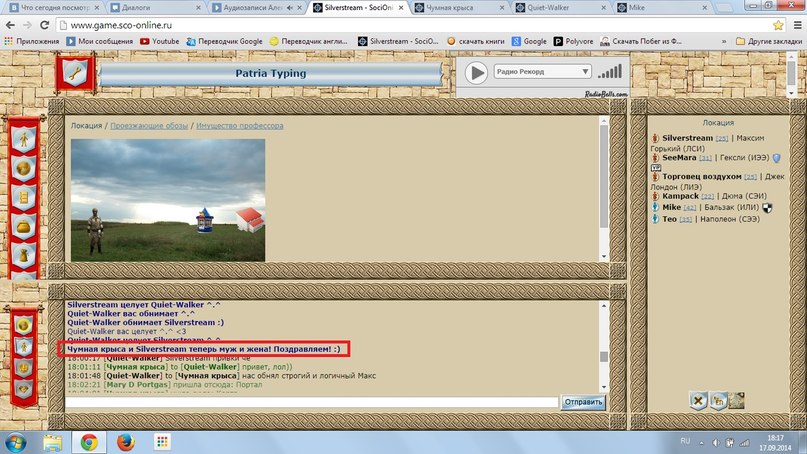 В Что сегодня посмотр
Диалоги
Аудиозаписи Але
Silverstream - SociOnl
Чумная крыса
Quiet-Walker
Mike
www.game.sco-online.ru
Приложения
Мои сообщения
Youtube
Переводчик Google
Переводчик англи...
Silverstream - SociO...
скачать книги
Google
Polyvore
Скачать Побег из Ф...
Другие закладки
Patria Typing
Радио Рекорд
RadioBells.com
Локация / Проезжающие обозы / Имущество профессора
Silverstream целует Quiet-Walker ^.^
Quiet-Walker вас обнимает ^.^
Quiet-Walker обнимает Silverstream :)
Quiet-Walker вас целует ^.^ <3
Quiet-Walker целует Silverstream ^.^
Чумная крыса и Silverstream теперь муж и жена! Поздравляем! :)
18:00:17 [Quiet-Walker] Silverstream привки че
18:01:11 [Чумная крыса] to [Quiet-Walker] привет, лол))
18:01:48 [Quiet-Walker] to [Чумная крыса] нас обнял строгий и логичный Макс
18:02:21 [Mary D Portgas] пришла отсюда: Портал
Отправить
Локация
Silverstream [25] | Максим
Горький (ЛСИ)
SeeMara [31] | Гексли (ИЭЭ)
VIP
Торговец воздухом [25] | Джек
Лондон (ЛИЭ)
Kampack [22] | Дюма (СЭИ)
Mike [42] | Бальзак (ИЛИ)
Тео [35] | Наполеон (СЭЭ)
RU
18:17
17.09.2014